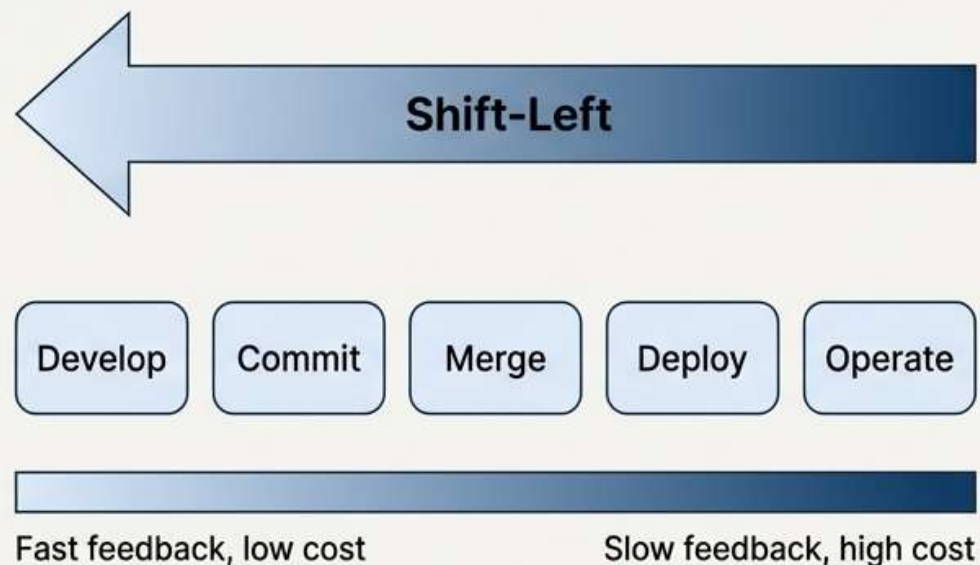 Shift-Left
Develop Commit Merge Deploy Operate
Fast feedback, low cost Slow feedback, high cost